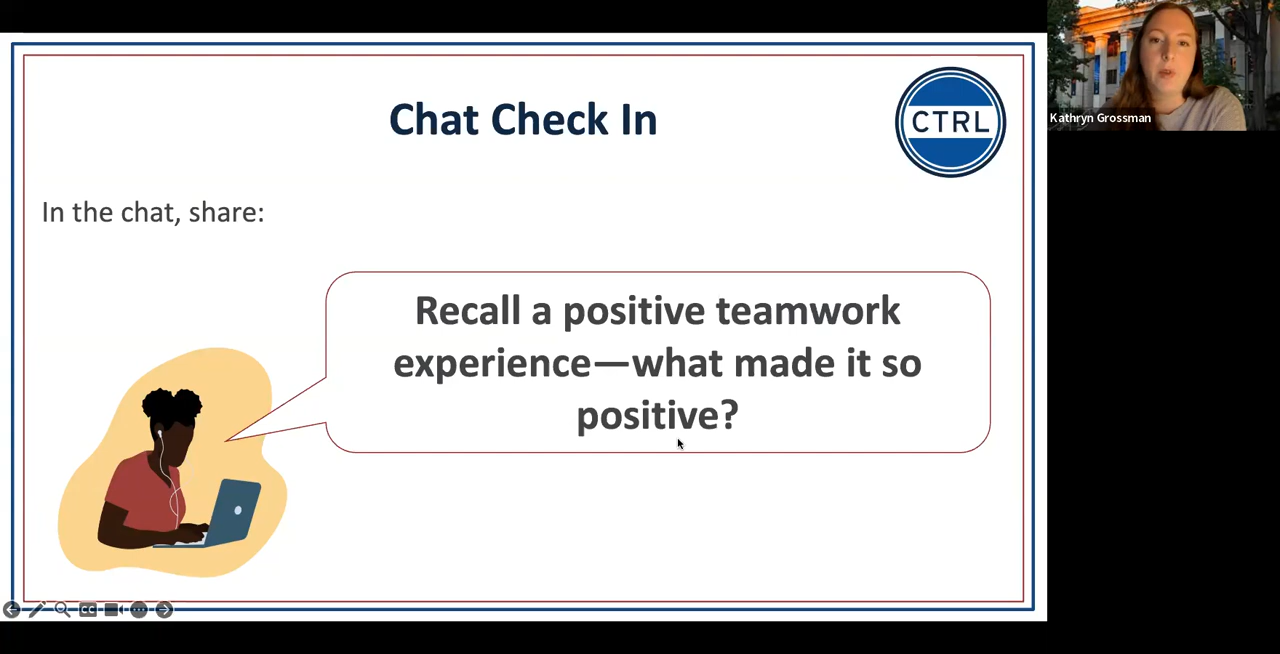 Chat Check In
CTRL
In the chat, share:
Recall a positive teamwork
experience—what made it so
positive?
Kathryn Grossman
CC